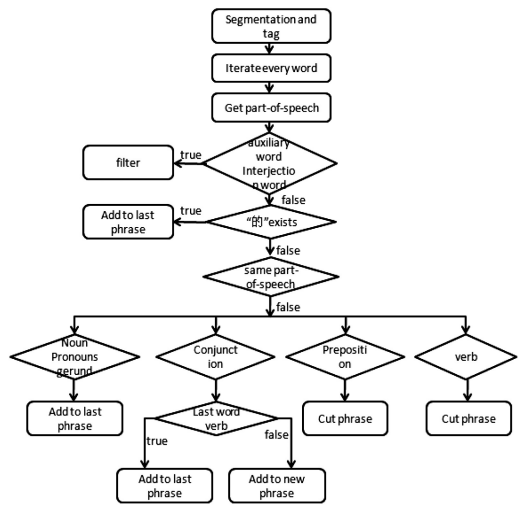 Segmentation and
tag
Iterate every word
Get part-of-speech
auxiliary
word
Interjectio
n word
true
filter
false
"的"exists
true
Add to last
phrase
false
same part-
of-speech
false
Noun
Pronouns
gerund
Conjunct
ion
Prepositi
on
verb
Add to last
phrase
Last word
verb
Cut phrase
Cut phrase
true
false
Add to last
phrase
Add to new
phrase